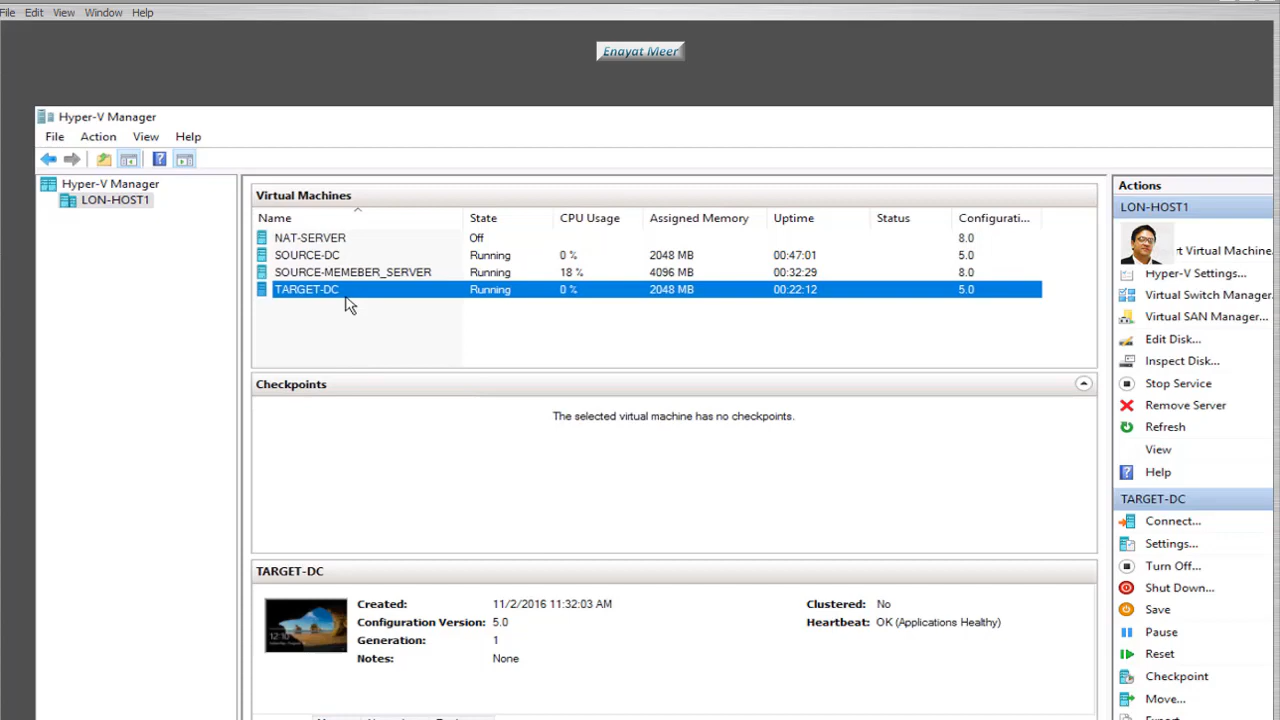 File Edit View Window Help
Enayat Meer
Hyper-V Manager
File Action View Help
Hyper-V Manager
LON-HOST1
Virtual Machines
Name State CPU Usage Assigned Memory Uptime Status Configurati...
NAT-SERVER Off 8.0
SOURCE-DC Running 0 % 2048 MB 00:47:01 5.0
SOURCE-MEMEBER_SERVER Running 18 % 4096 MB 00:32:29 8.0
TARGET-DC Running 0 % 2048 MB 00:22:12 5.0
Checkpoints
The selected virtual machine has no checkpoints.
TARGET-DC
Created: 11/2/2016 11:32:03 AM Clustered: No
Configuration Version: 5.0 Heartbeat: OK (Applications Healthy)
Generation: 1
Notes: None
12:10
Actions
LON-HOST1
rt Virtual Machine
Hyper-V Settings...
Virtual Switch Manager
Virtual SAN Manager...
Edit Disk...
Inspect Disk...
Stop Service
Remove Server
Refresh
View
Help
TARGET-DC
Connect...
Settings...
Turn Off...
Shut Down...
Save
Pause
Reset
Checkpoint
Move...